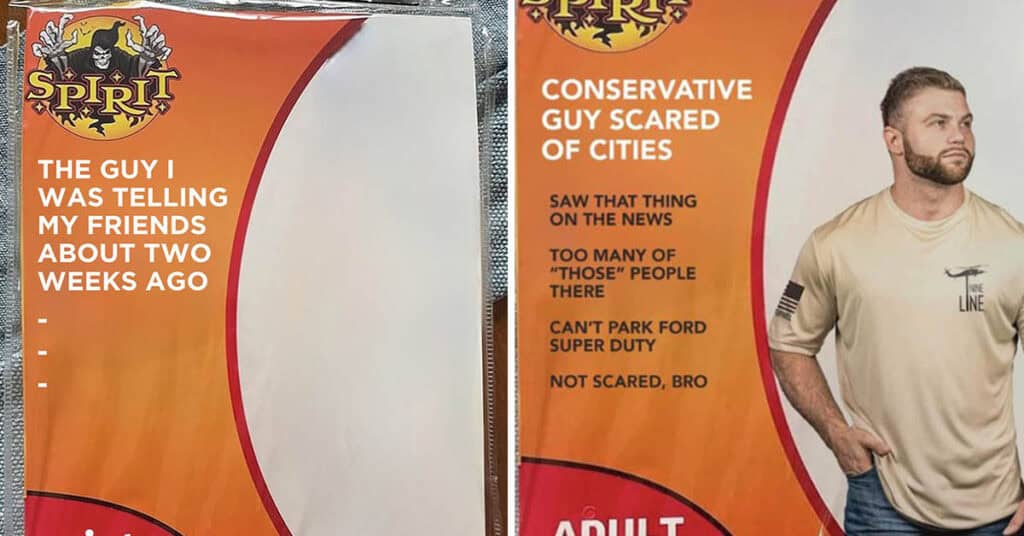 SPIRIT
THE GUY I
WAS TELLING
MY FRIENDS
ABOUT TWO
WEEKS AGO
-
-
-
SPIRIT
CONSERVATIVE
GUY SCARED
OF CITIES
SAW THAT THING
ON THE NEWS
TOO MANY OF
"THOSE" PEOPLE
THERE
CAN'T PARK FORD
SUPER DUTY
NOT SCARED, BRO
NINE
LINE
ADULT